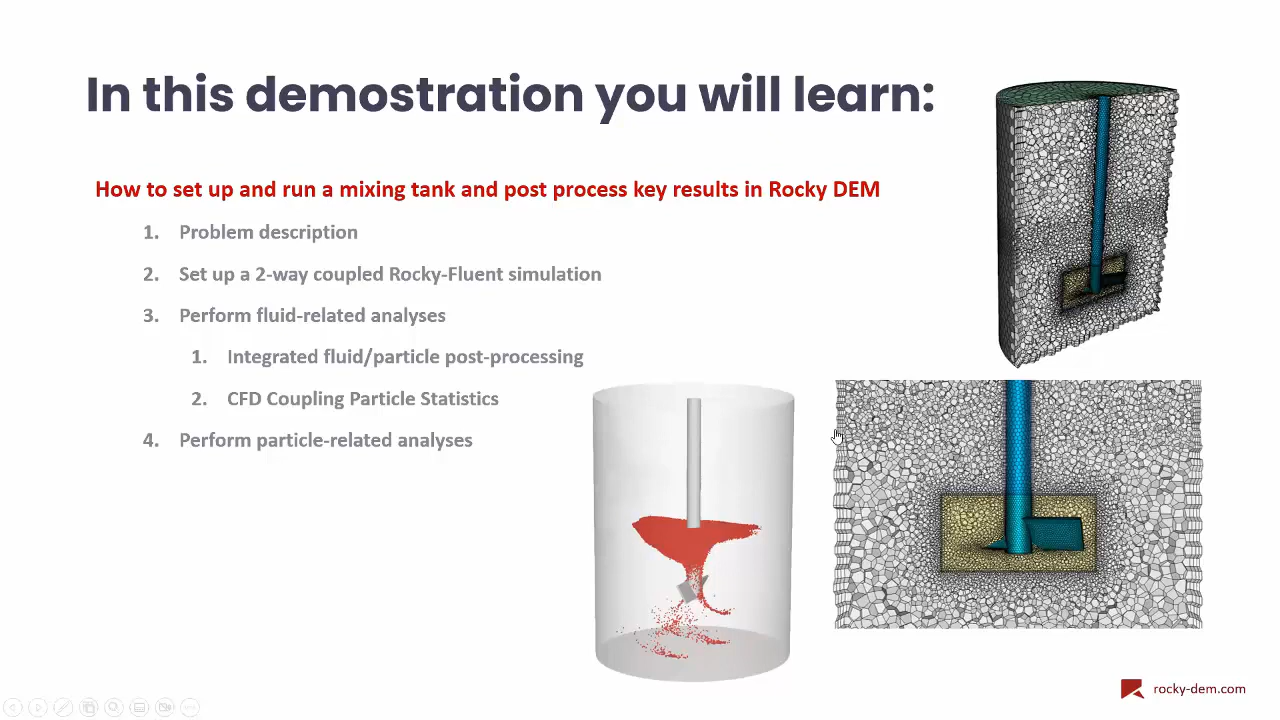 In this demostration you will learn:
How to set up and run a mixing tank and post process key results in Rocky DEM
1. Problem description
2. Set up a 2-way coupled Rocky-Fluent simulation
3. Perform fluid-related analyses
1. Integrated fluid/particle post-processing
2. CFD Coupling Particle Statistics
4. Perform particle-related analyses
rocky-dem.com